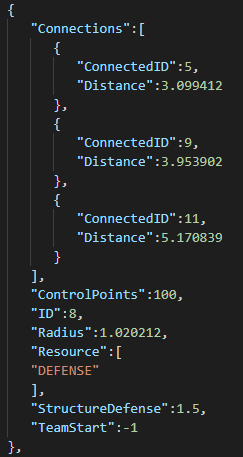 {
"Connections":[
{
"ConnectedID":5,
"Distance":3.099412
},
{
"ConnectedID":9,
"Distance":3.953902
},
{
"ConnectedID":11,
"Distance":5.170839
}
],
"ControlPoints":100,
"ID":8,
"Radius":1.020212,
"Resource":[
"DEFENSE"
],
"StructureDefense":1.5,
"TeamStart":-1
},